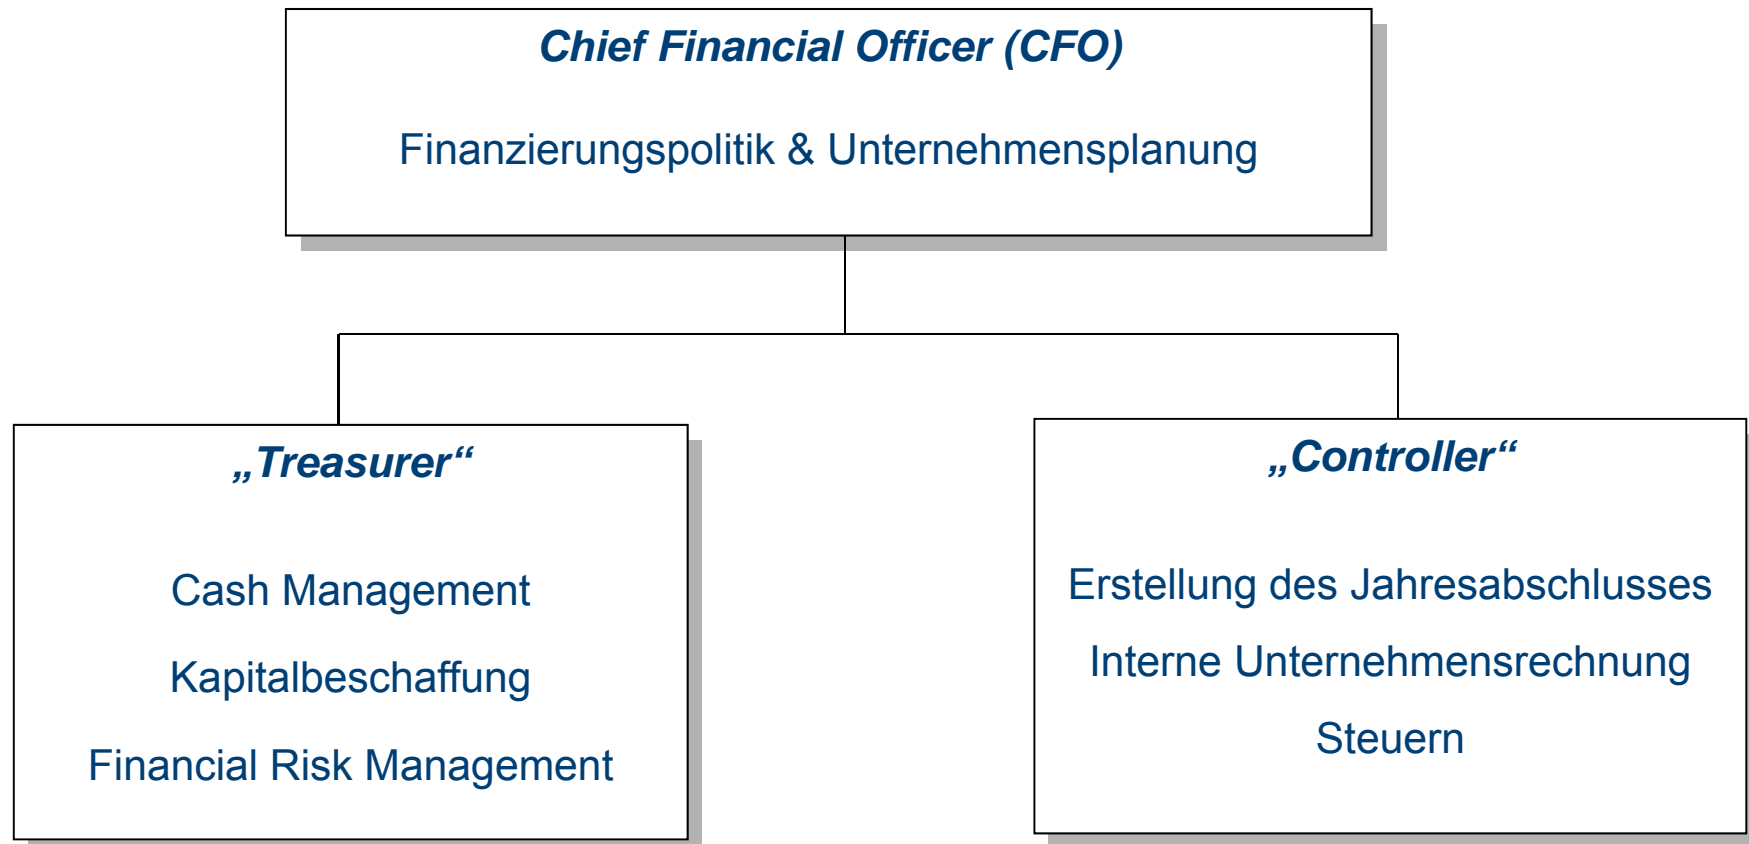 Chief Financial Officer (CFO)
Finanzierungspolitik & Unternehmensplanung
„Treasurer“
Cash Management
Kapitalbeschaffung
Financial Risk Management
„Controller“
Erstellung des Jahresabschlusses
Interne Unternehmensrechnung
Steuern